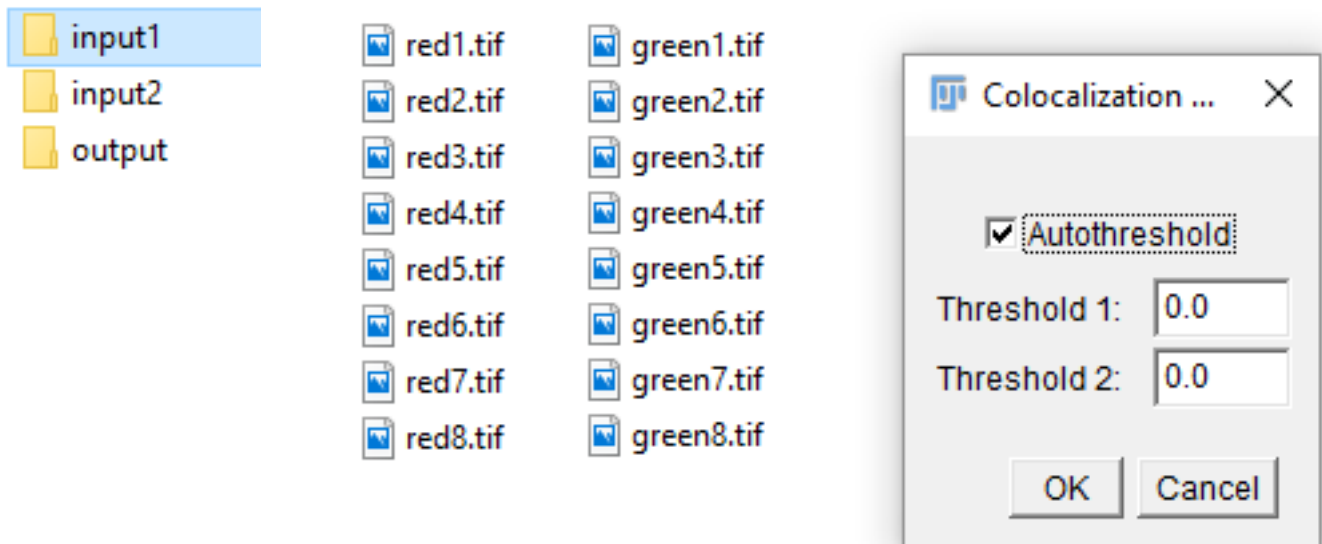 input1
input2
output
red1.tif
red2.tif
red3.tif
red4.tif
red5.tif
red6.tif
red7.tif
red8.tif
green1.tif
green2.tif
green3.tif
green4.tif
green5.tif
green6.tif
green7.tif
green8.tif
Colocalization ...
Autothreshold
Threshold 1: 0.0
Threshold 2: 0.0
OK Cancel